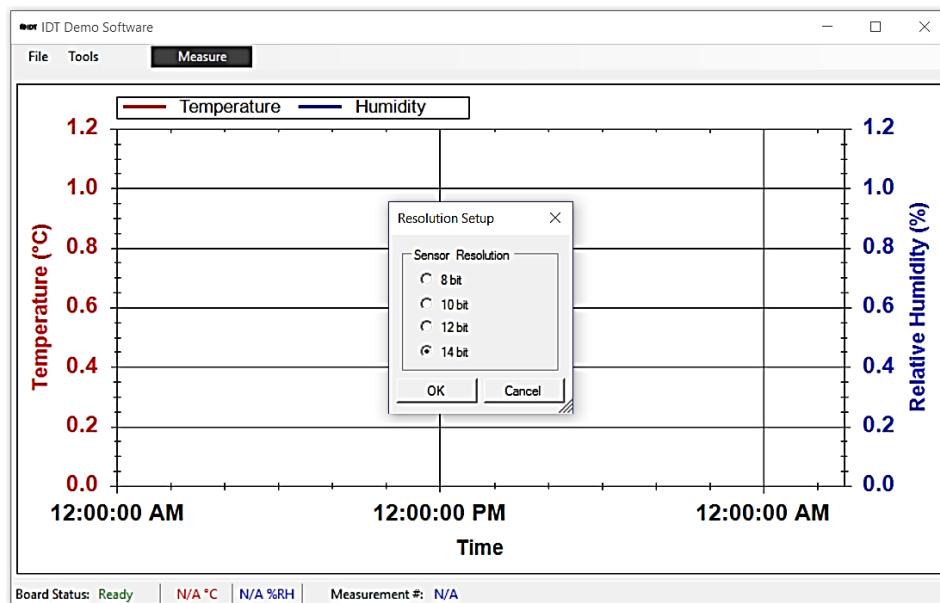 IDT IDT Demo Software
File Tools Measure
Temperature Humidity
1.2
1.0
0.8
0.6
0.4
0.2
0.0
Temperature (°C)
1.2
1.0
0.8
0.6
0.4
0.2
0.0
Relative Humidity (%)
12:00:00 AM 12:00:00 PM 12:00:00 AM
Time
Resolution Setup
Sensor Resolution
8 bit
10 bit
12 bit
14 bit
OK Cancel
Board Status: Ready N/A °C N/A %RH Measurement #: N/A